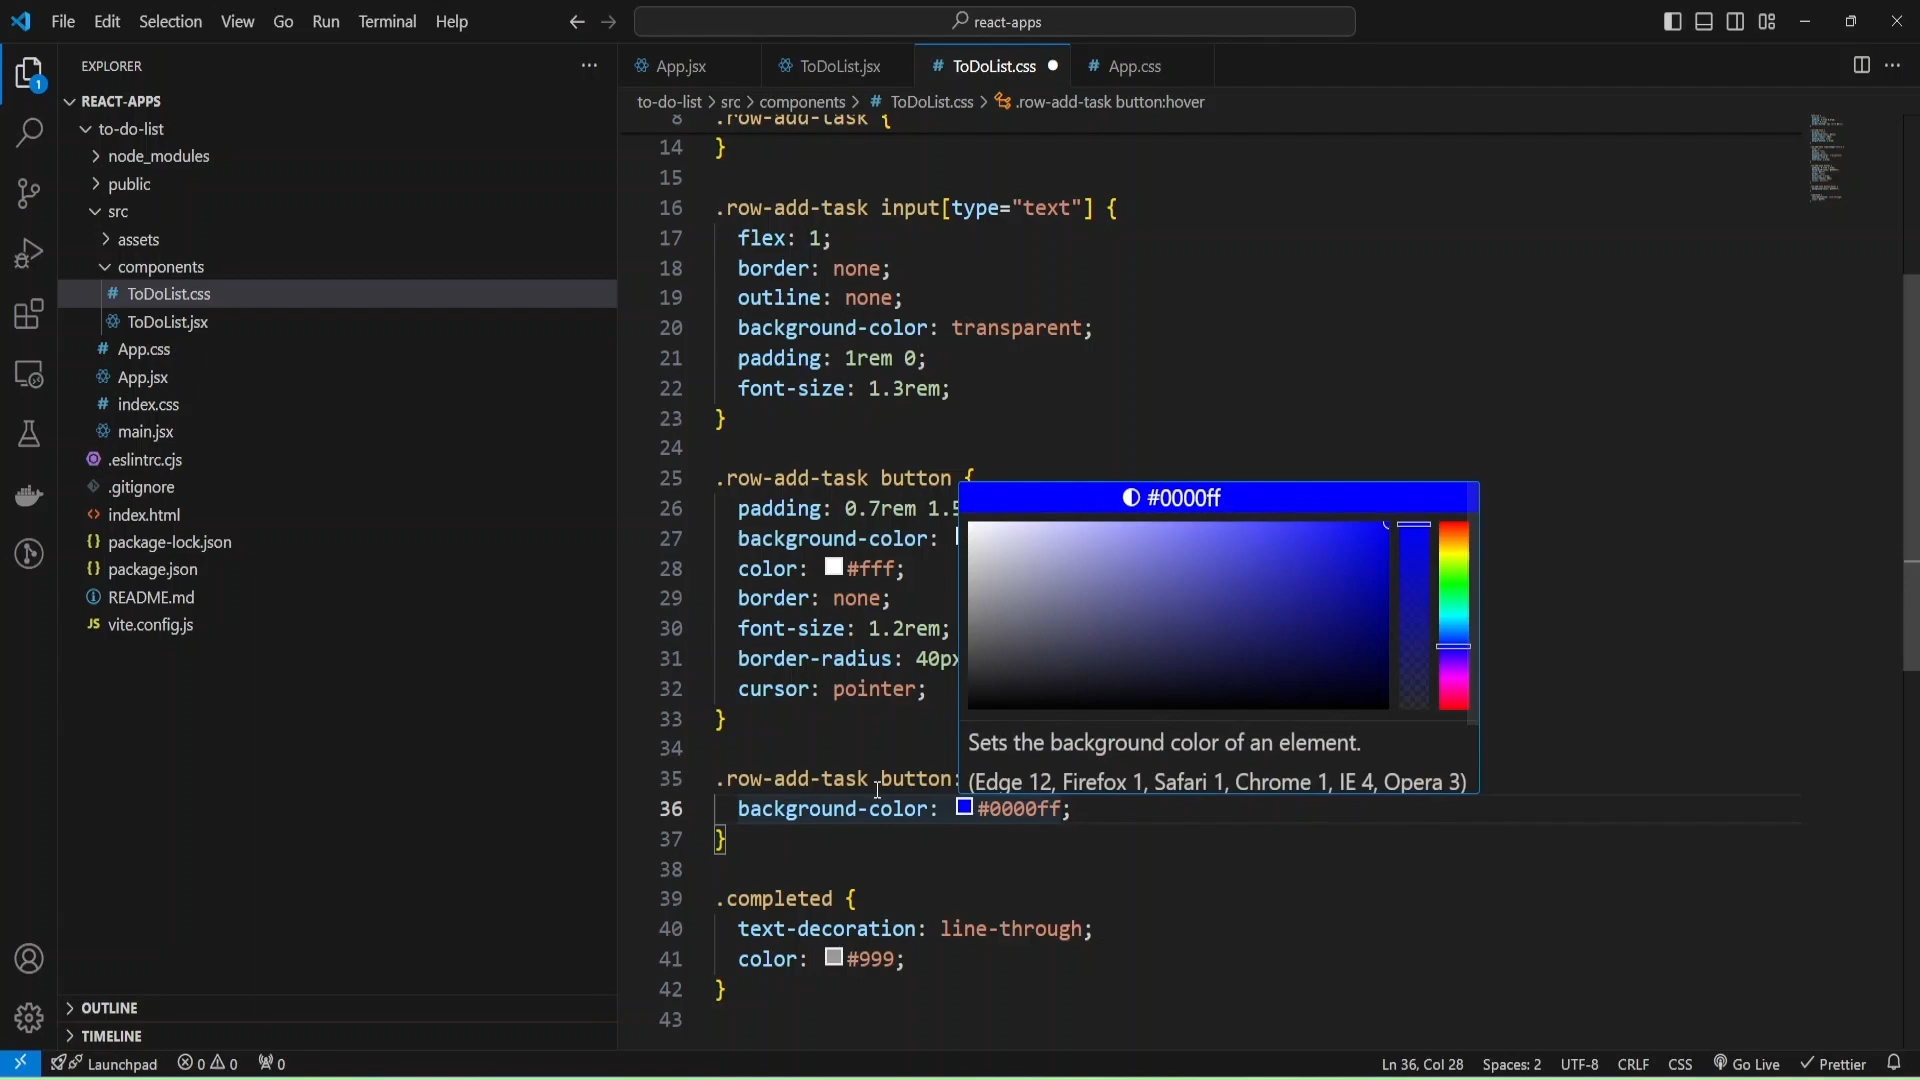 File Edit Selection View Go Run Terminal Help
react-apps
EXPLORER
REACT-APPS
to-do-list
node_modules
public
src
assets
components
# ToDoList.css
ToDoList.jsx
# App.css
App.jsx
# index.css
main.jsx
.eslintrc.cjs
.gitignore
<> index.html
{} package-lock.json
{} package.json
README.md
JS vite.config.js
OUTLINE
TIMELINE
1
App.jsx
ToDoList.jsx
# ToDoList.css
# App.css
to-do-list > src > components > # ToDoList.css > .row-add-task button:hover
8 .row-add-task {
14 }
15
16 .row-add-task input[type="text"] {
17 flex: 1;
18 border: none;
19 outline: none;
20 background-color: transparent;
21 padding: 1rem 0;
22 font-size: 1.3rem;
23 }
24
25 .row-add-task button {
26 padding: 0.7rem 1.5
27 background-color:
28 color: #fff;
29 border: none;
30 font-size: 1.2rem;
31 border-radius: 40px
32 cursor: pointer;
33 }
34
35 .row-add-task button:
36 background-color: #0000ff;
37 }
38
39 .completed {
40 text-decoration: line-through;
41 color: #999;
42 }
43
#0000ff
Sets the background color of an element.
(Edge 12, Firefox 1, Safari 1, Chrome 1, IE 4, Opera 3)
Launchpad 0 0 0
Ln 36, Col 28 Spaces: 2 UTF-8 CRLF CSS Go Live Prettier